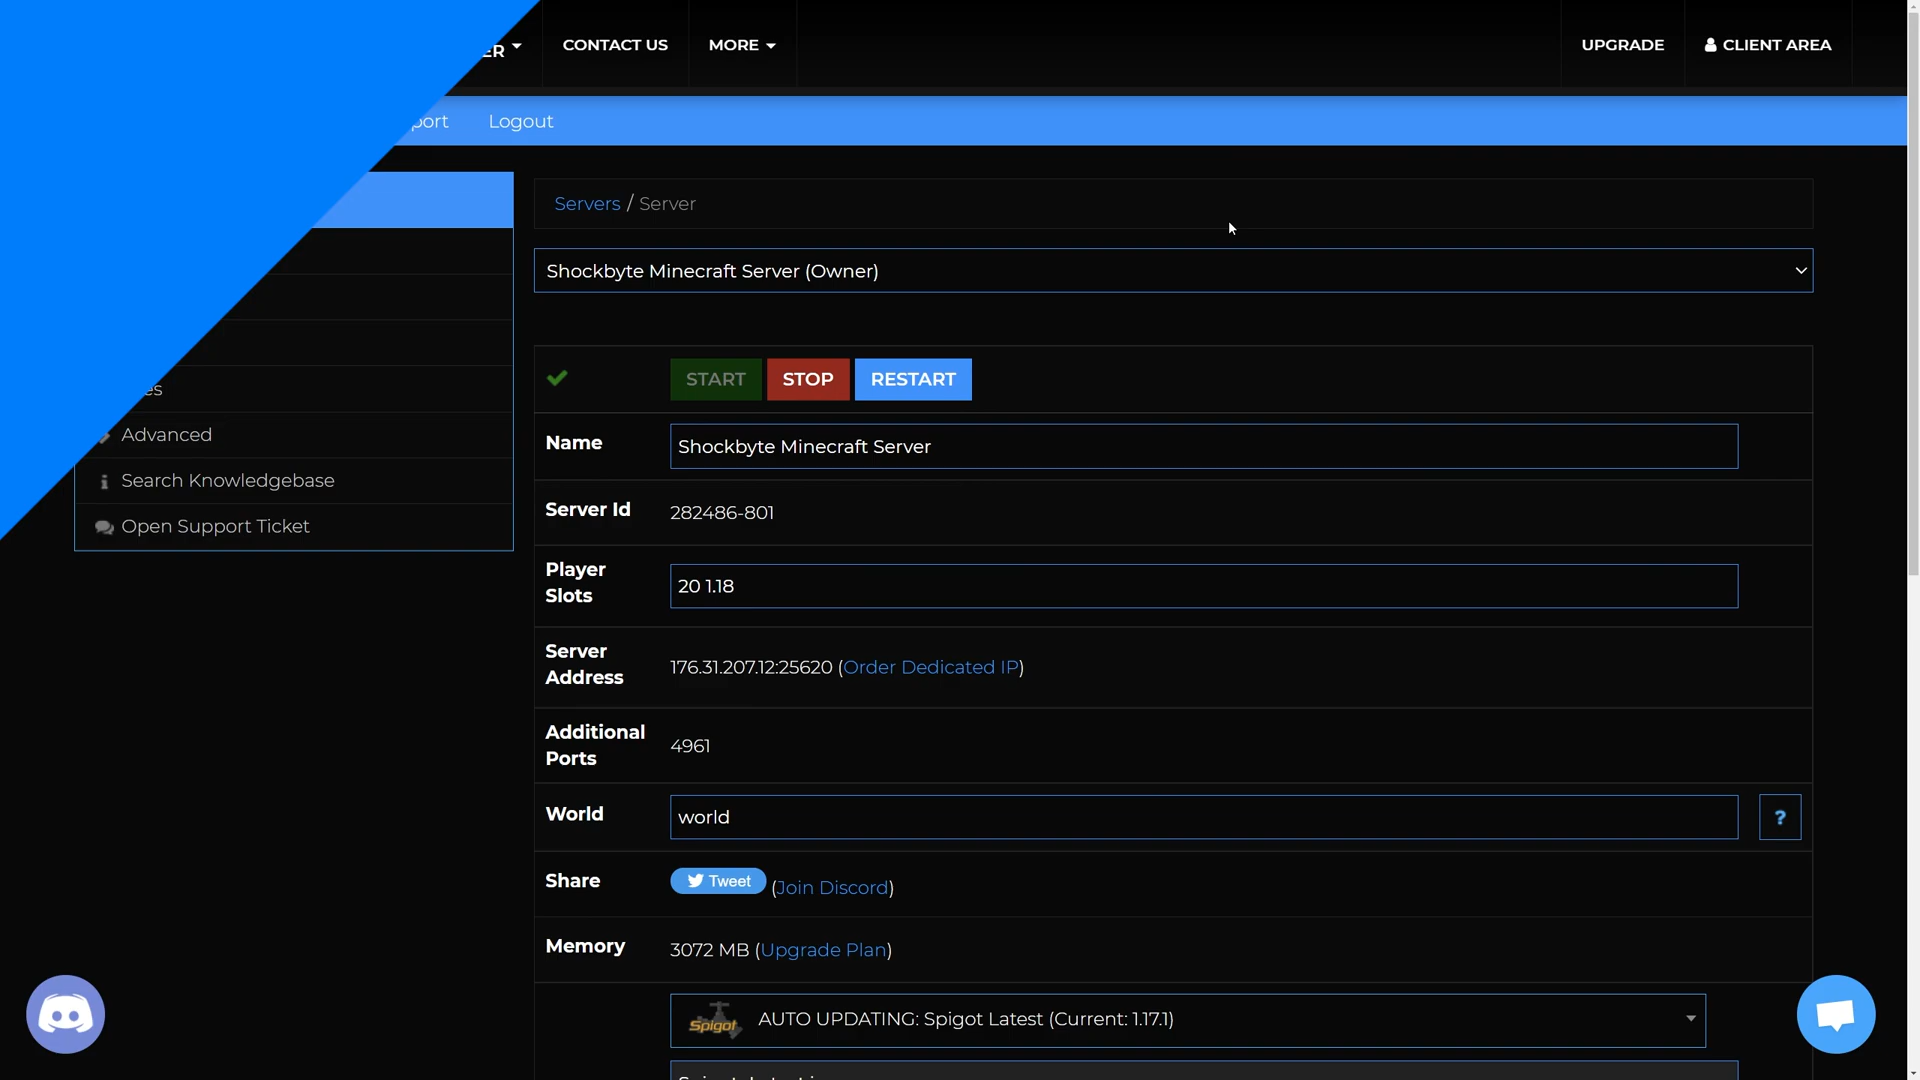 CONTACT US
MORE
UPGRADE
CLIENT AREA
Logout
Servers / Server
Shockbyte Minecraft Server (Owner)
START
STOP
RESTART
Advanced
Search Knowledgebase
Open Support Ticket
Name
Shockbyte Minecraft Server
Server Id
282486-801
Player
Slots
20 1.18
Server
Address
176.31.207.12:25620 (Order Dedicated IP)
Additional
Ports
4961
World
world
?
Share
Tweet
(Join Discord)
Memory
3072 MB (Upgrade Plan)
Spigot
AUTO UPDATING: Spigot Latest (Current: 1.17.1)